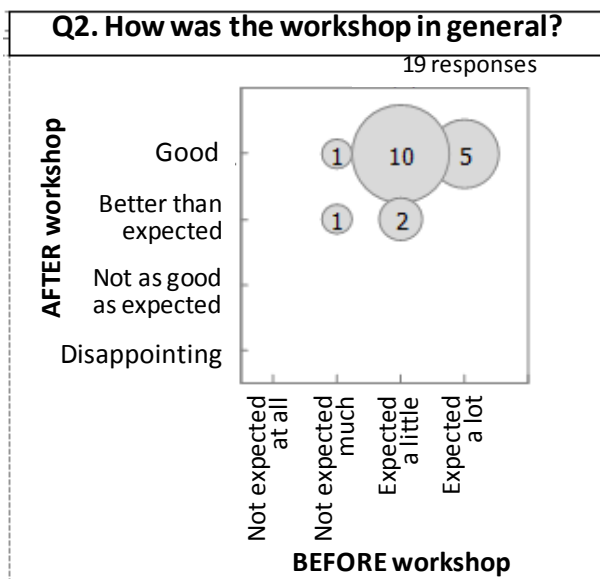 Q2. How was the workshop in general?
19 responses
AFTER workshop
Good
Better than
expected
Not as good
as expected
Disappointing
1
10
5
1
2
Not expected
at all
Not expected
much
Expected
a little
Expected
a lot
BEFORE workshop